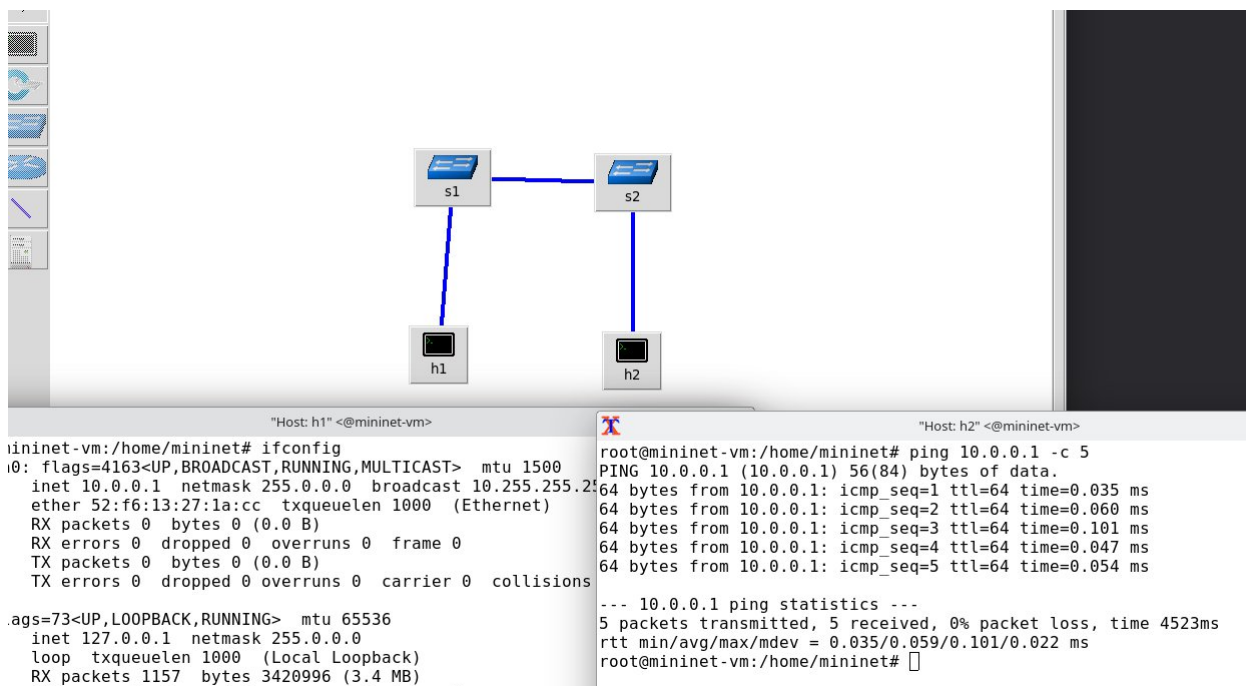 s1
s2
h1
h2
"Host: h1" <@mininet-vm>
mininet-vm:/home/mininet# ifconfig
flags=4163<UP,BROADCAST,RUNNING,MULTICAST>  mtu 1500
inet 10.0.0.1  netmask 255.0.0.0  broadcast
ether 52:f6:13:27:1a:cc  txqueuelen 1000  (Ethernet)
RX packets 0  bytes 0 (0.0 B)
RX errors 0  dropped 0  overruns 0  frame 0
TX packets 0  bytes 0 (0.0 B)
TX errors 0  dropped 0 overruns 0  carrier 0  collisions
lags=73<UP,LOOPBACK,RUNNING>  mtu 65536
inet 127.0.0.1  netmask 255.0.0.0
loop  txqueuelen 1000  (Local Loopback)
RX packets 1157  bytes 3420996 (3.4 MB)
"Host: h2" <@mininet-vm>
root@mininet-vm:/home/mininet# ping 10.0.0.1 -c 5
PING 10.0.0.1 (10.0.0.1) 56(84) bytes of data.
64 bytes from 10.0.0.1: icmp_seq=1 ttl=64 time=0.035 ms
64 bytes from 10.0.0.1: icmp_seq=2 ttl=64 time=0.060 ms
64 bytes from 10.0.0.1: icmp_seq=3 ttl=64 time=0.101 ms
64 bytes from 10.0.0.1: icmp_seq=4 ttl=64 time=0.047 ms
64 bytes from 10.0.0.1: icmp_seq=5 ttl=64 time=0.054 ms
--- 10.0.0.1 ping statistics ---
5 packets transmitted, 5 received, 0% packet loss, time 4523ms
rtt min/avg/max/mdev = 0.035/0.059/0.101/0.022 ms
root@mininet-vm:/home/mininet#